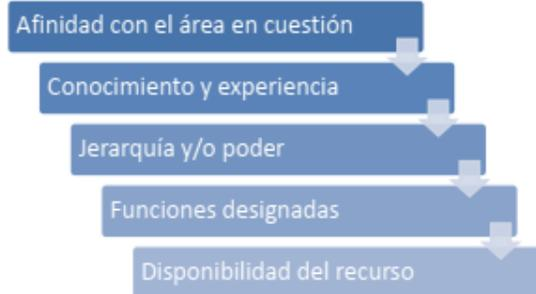 Afinidad con el área en cuestión
Conocimiento y experiencia
Jerarquía y/o poder
Funciones designadas
Disponibilidad del recurso